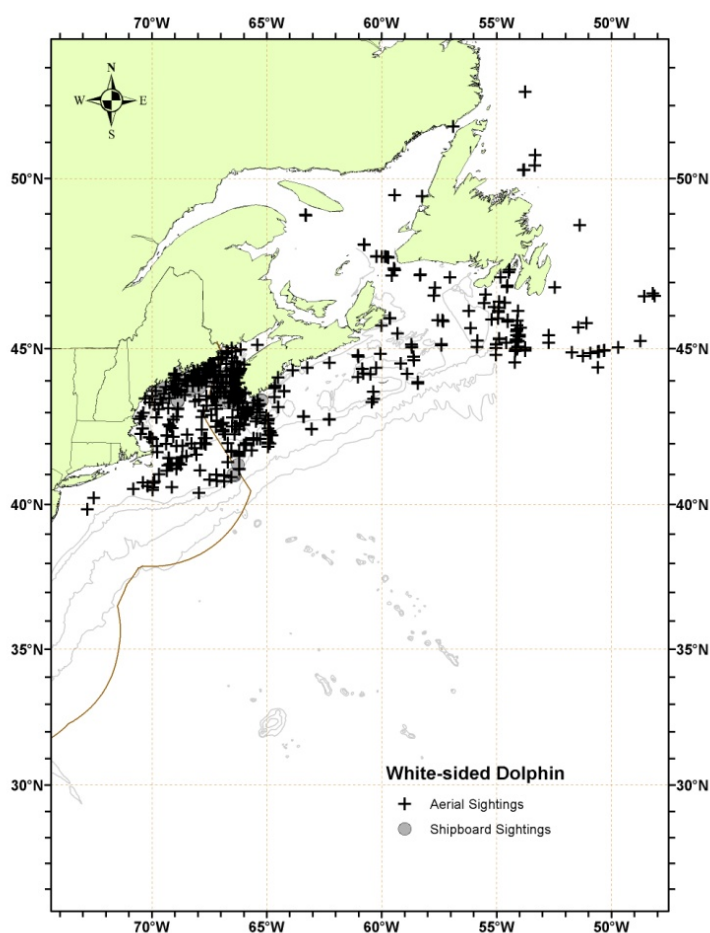 70°W 65°W 60°W 55°W 50°W
N
W E
S
50°N 50°N
45°N 45°N
40°N 40°N
35°N 35°N
White-sided Dolphin
30°N 30°N
Aerial Sightings
Shipboard Sightings
70°W 65°W 60°W 55°W 50°W